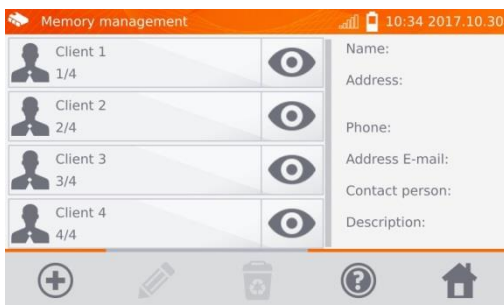 Memory management
10:34 2017.10.30
Client 1
1/4
Client 2
2/4
Client 3
3/4
Client 4
4/4
Name:
Address:
Phone:
Address E-mail:
Contact person:
Description: